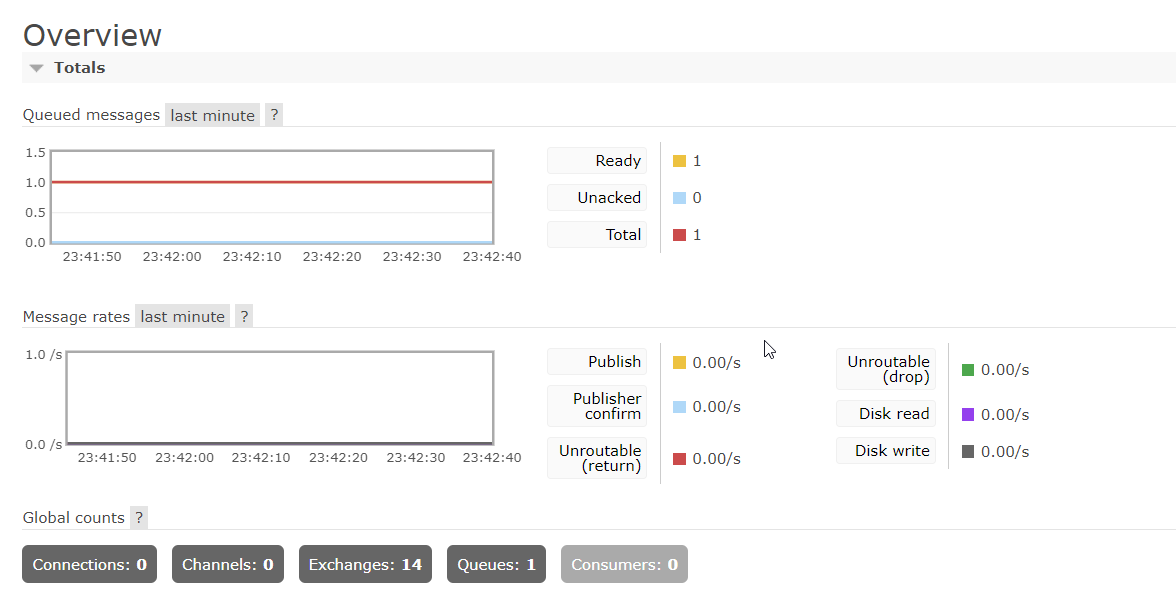 Overview
Totals
Queued messages last minute ?
1.5
1.0
0.5
0.0
23:41:50 23:42:00 23:42:10 23:42:20 23:42:30 23:42:40
Ready 1
Unacked 0
Total 1
Message rates last minute ?
1.0 /s
0.0 /s
23:41:50 23:42:00 23:42:10 23:42:20 23:42:30 23:42:40
Publish 0.00/s
Publisher
confirm 0.00/s
Unroutable
(return) 0.00/s
Unroutable
(drop) 0.00/s
Disk read 0.00/s
Disk write 0.00/s
Global counts ?
Connections: 0 Channels: 0 Exchanges: 14 Queues: 1 Consumers: 0